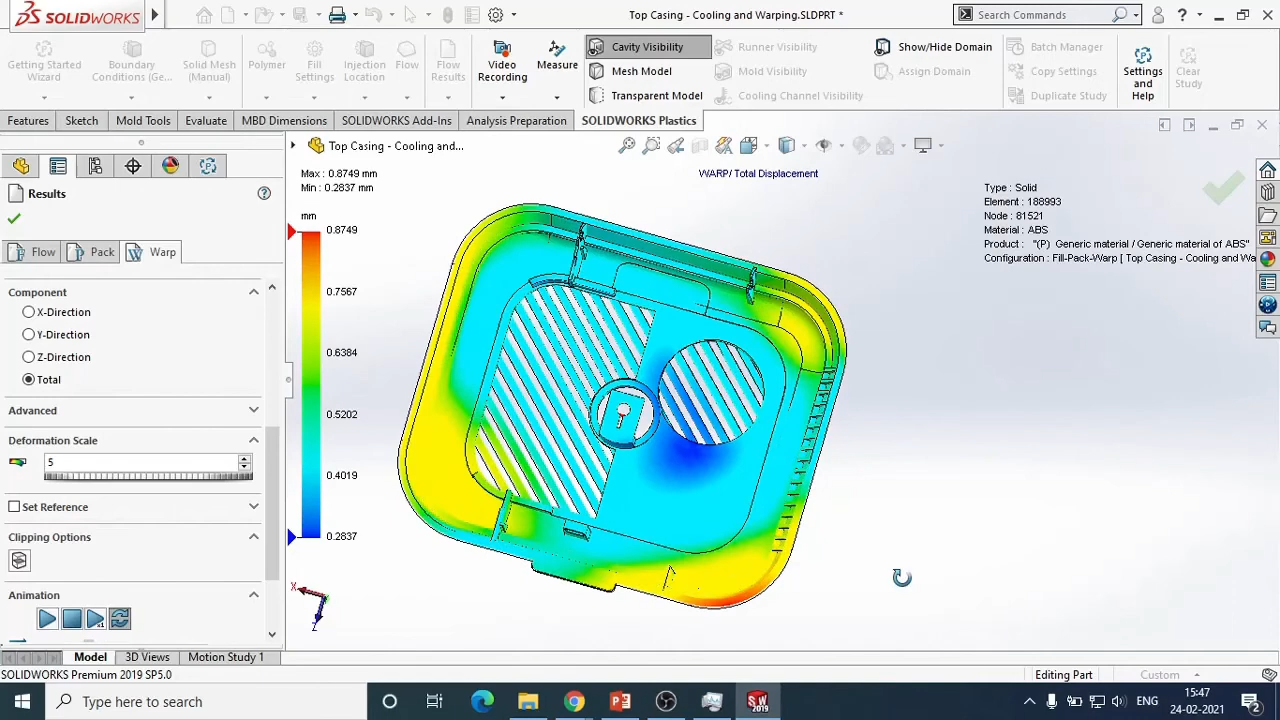 SOLIDWORKS
Top Casing - Cooling and Warping.SLDPRT *
Search Commands
Getting Started
Wizard
Boundary
Conditions (Ge...
Solid Mesh
(Manual)
Polymer
Fill
Settings
Injection
Location
Flow
Flow
Results
Video
Recording
Measure
Cavity Visibility
Mesh Model
Transparent Model
Runner Visibility
Mold Visibility
Cooling Channel Visibility
Show/Hide Domain
Assign Domain
Batch Manager
Copy Settings
Duplicate Study
Settings
and
Help
Clear
Study
Features
Sketch
Mold Tools
Evaluate
MBD Dimensions
SOLIDWORKS Add-Ins
Analysis Preparation
SOLIDWORKS Plastics
Top Casing - Cooling and...
Results
Flow
Pack
Warp
Component
X-Direction
Y-Direction
Z-Direction
Total
Advanced
Deformation Scale
5
Set Reference
Clipping Options
Animation
Max : 0.8749 mm
Min : 0.2837 mm
mm
0.8749
0.7567
0.6384
0.5202
0.4019
0.2837
WARP/ Total Displacement
Type : Solid
Element : 188993
Node : 81521
Material : ABS
Product : "(P) Generic material / Generic material of ABS"
Configuration : Fill-Pack-Warp [ Top Casing - Cooling and Wa
X
Z
Model
3D Views
Motion Study 1
SOLIDWORKS Premium 2019 SP5.0
Editing Part
Custom
Type here to search
ENG
15:47
24-02-2021
2